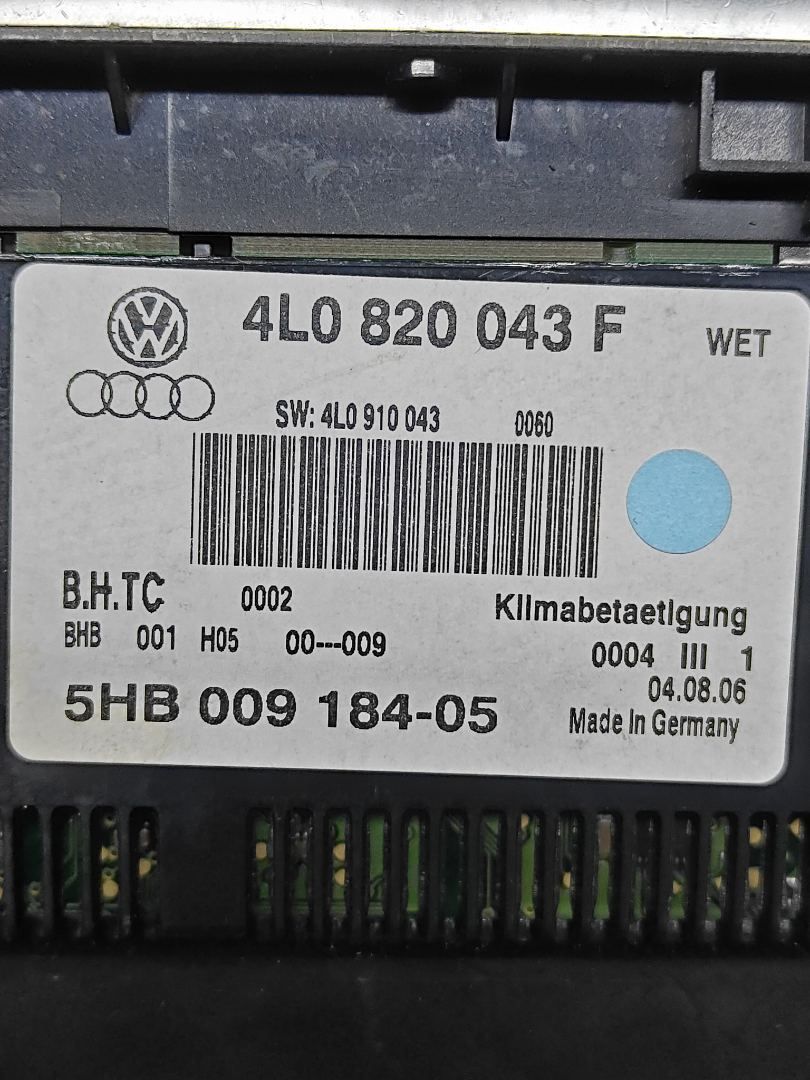 4L0 820 043 F
WET
SW: 4L0 910 043 0060
B.H.TC 0002 Klimabetaetigung
BHB 001 H05 00---009 0004 III 1
04.08.06
5HB 009 184-05 Made In Germany